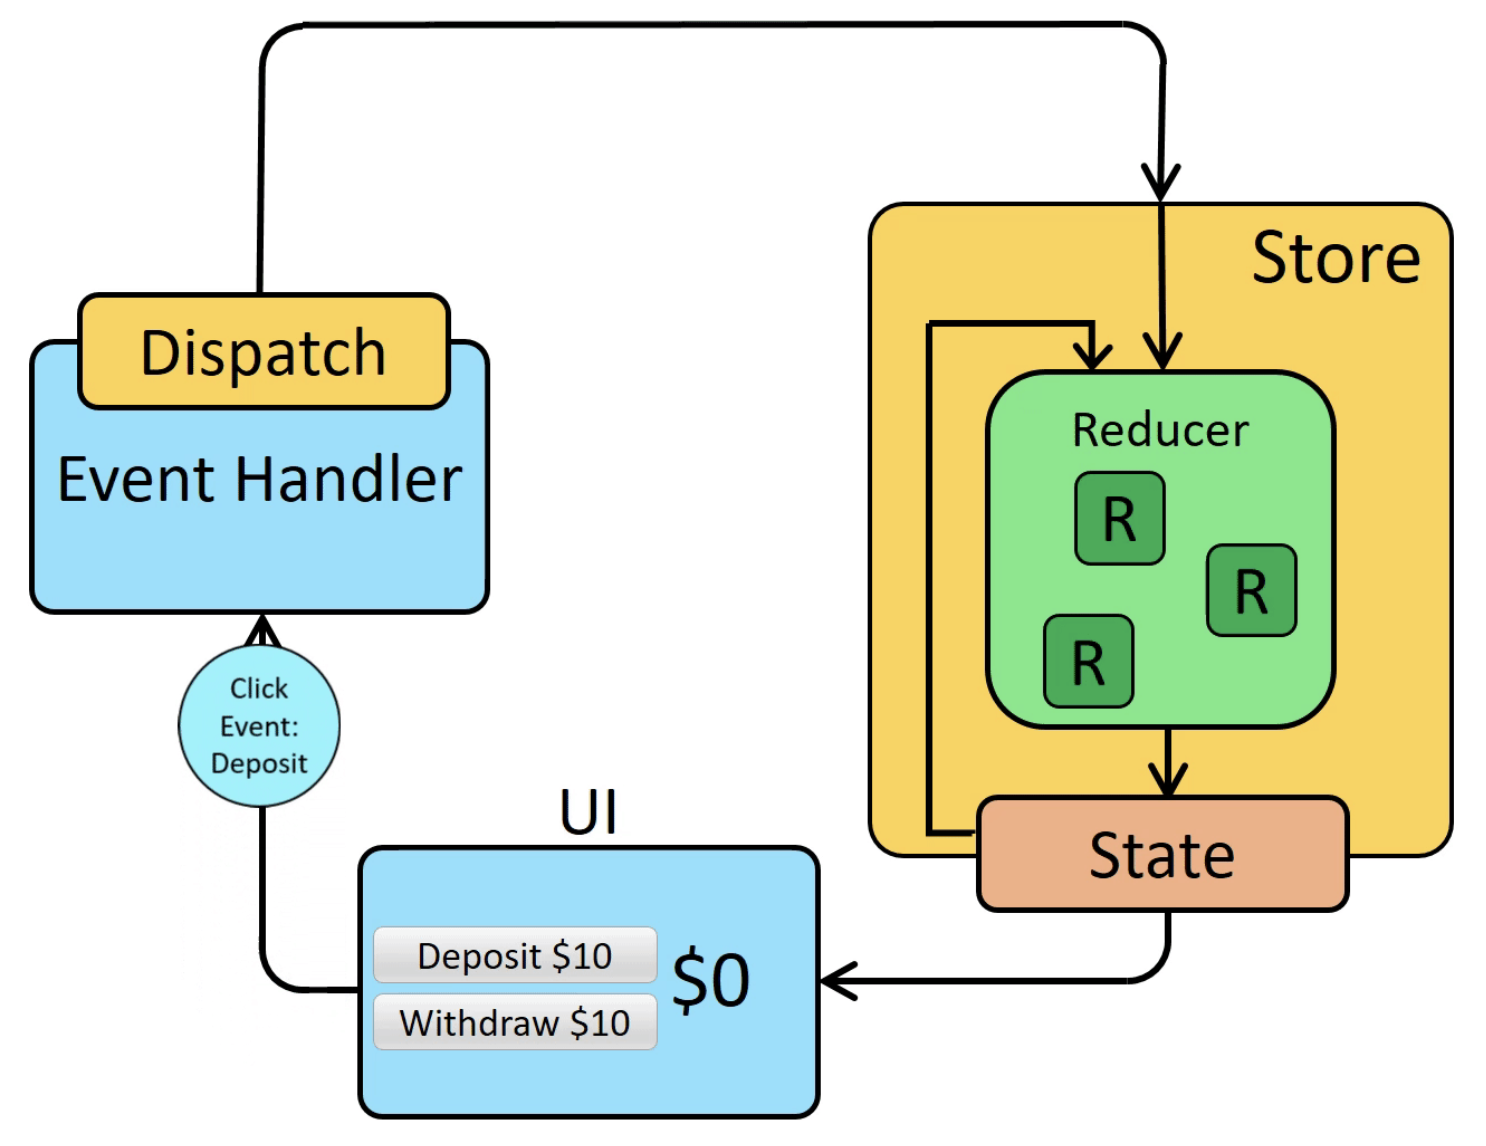 Store
Dispatch
Event Handler
Reducer
R
R
R
Click
Event:
Deposit
UI
State
Deposit $10
$0
Withdraw $10